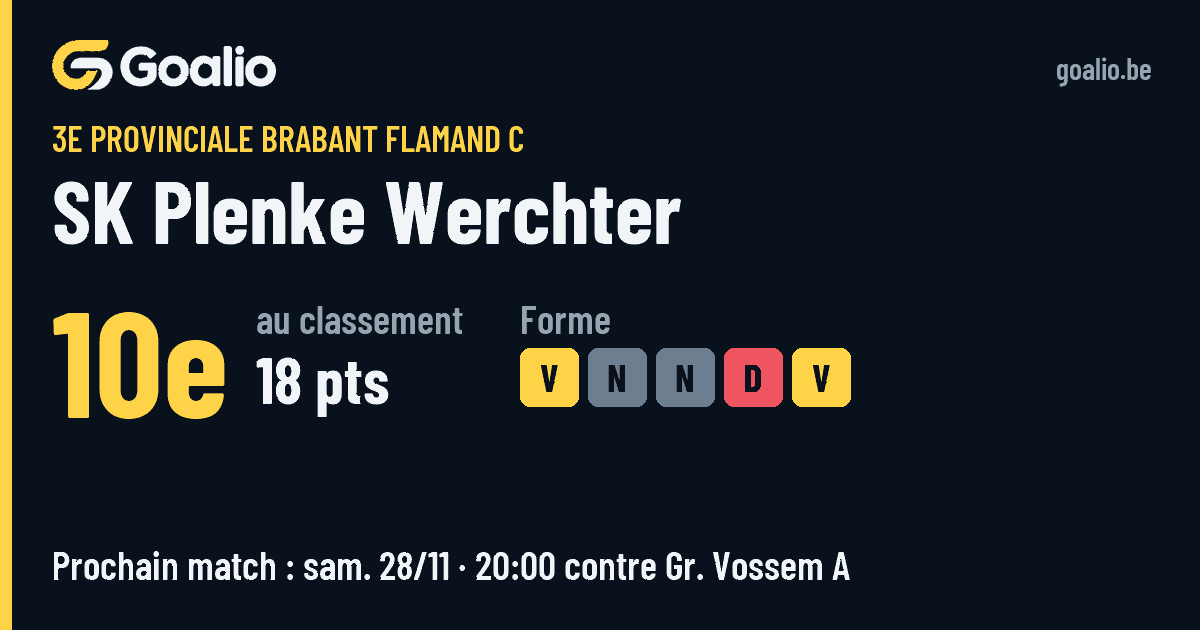 Goalio
goalio.be
3E PROVINCIALE BRABANT FLAMAND C
SK Plenke Werchter
10e
au classement
18 pts
Forme
V N N D V
Prochain match : sam. 28/11 · 20:00 contre Gr. Vossem A